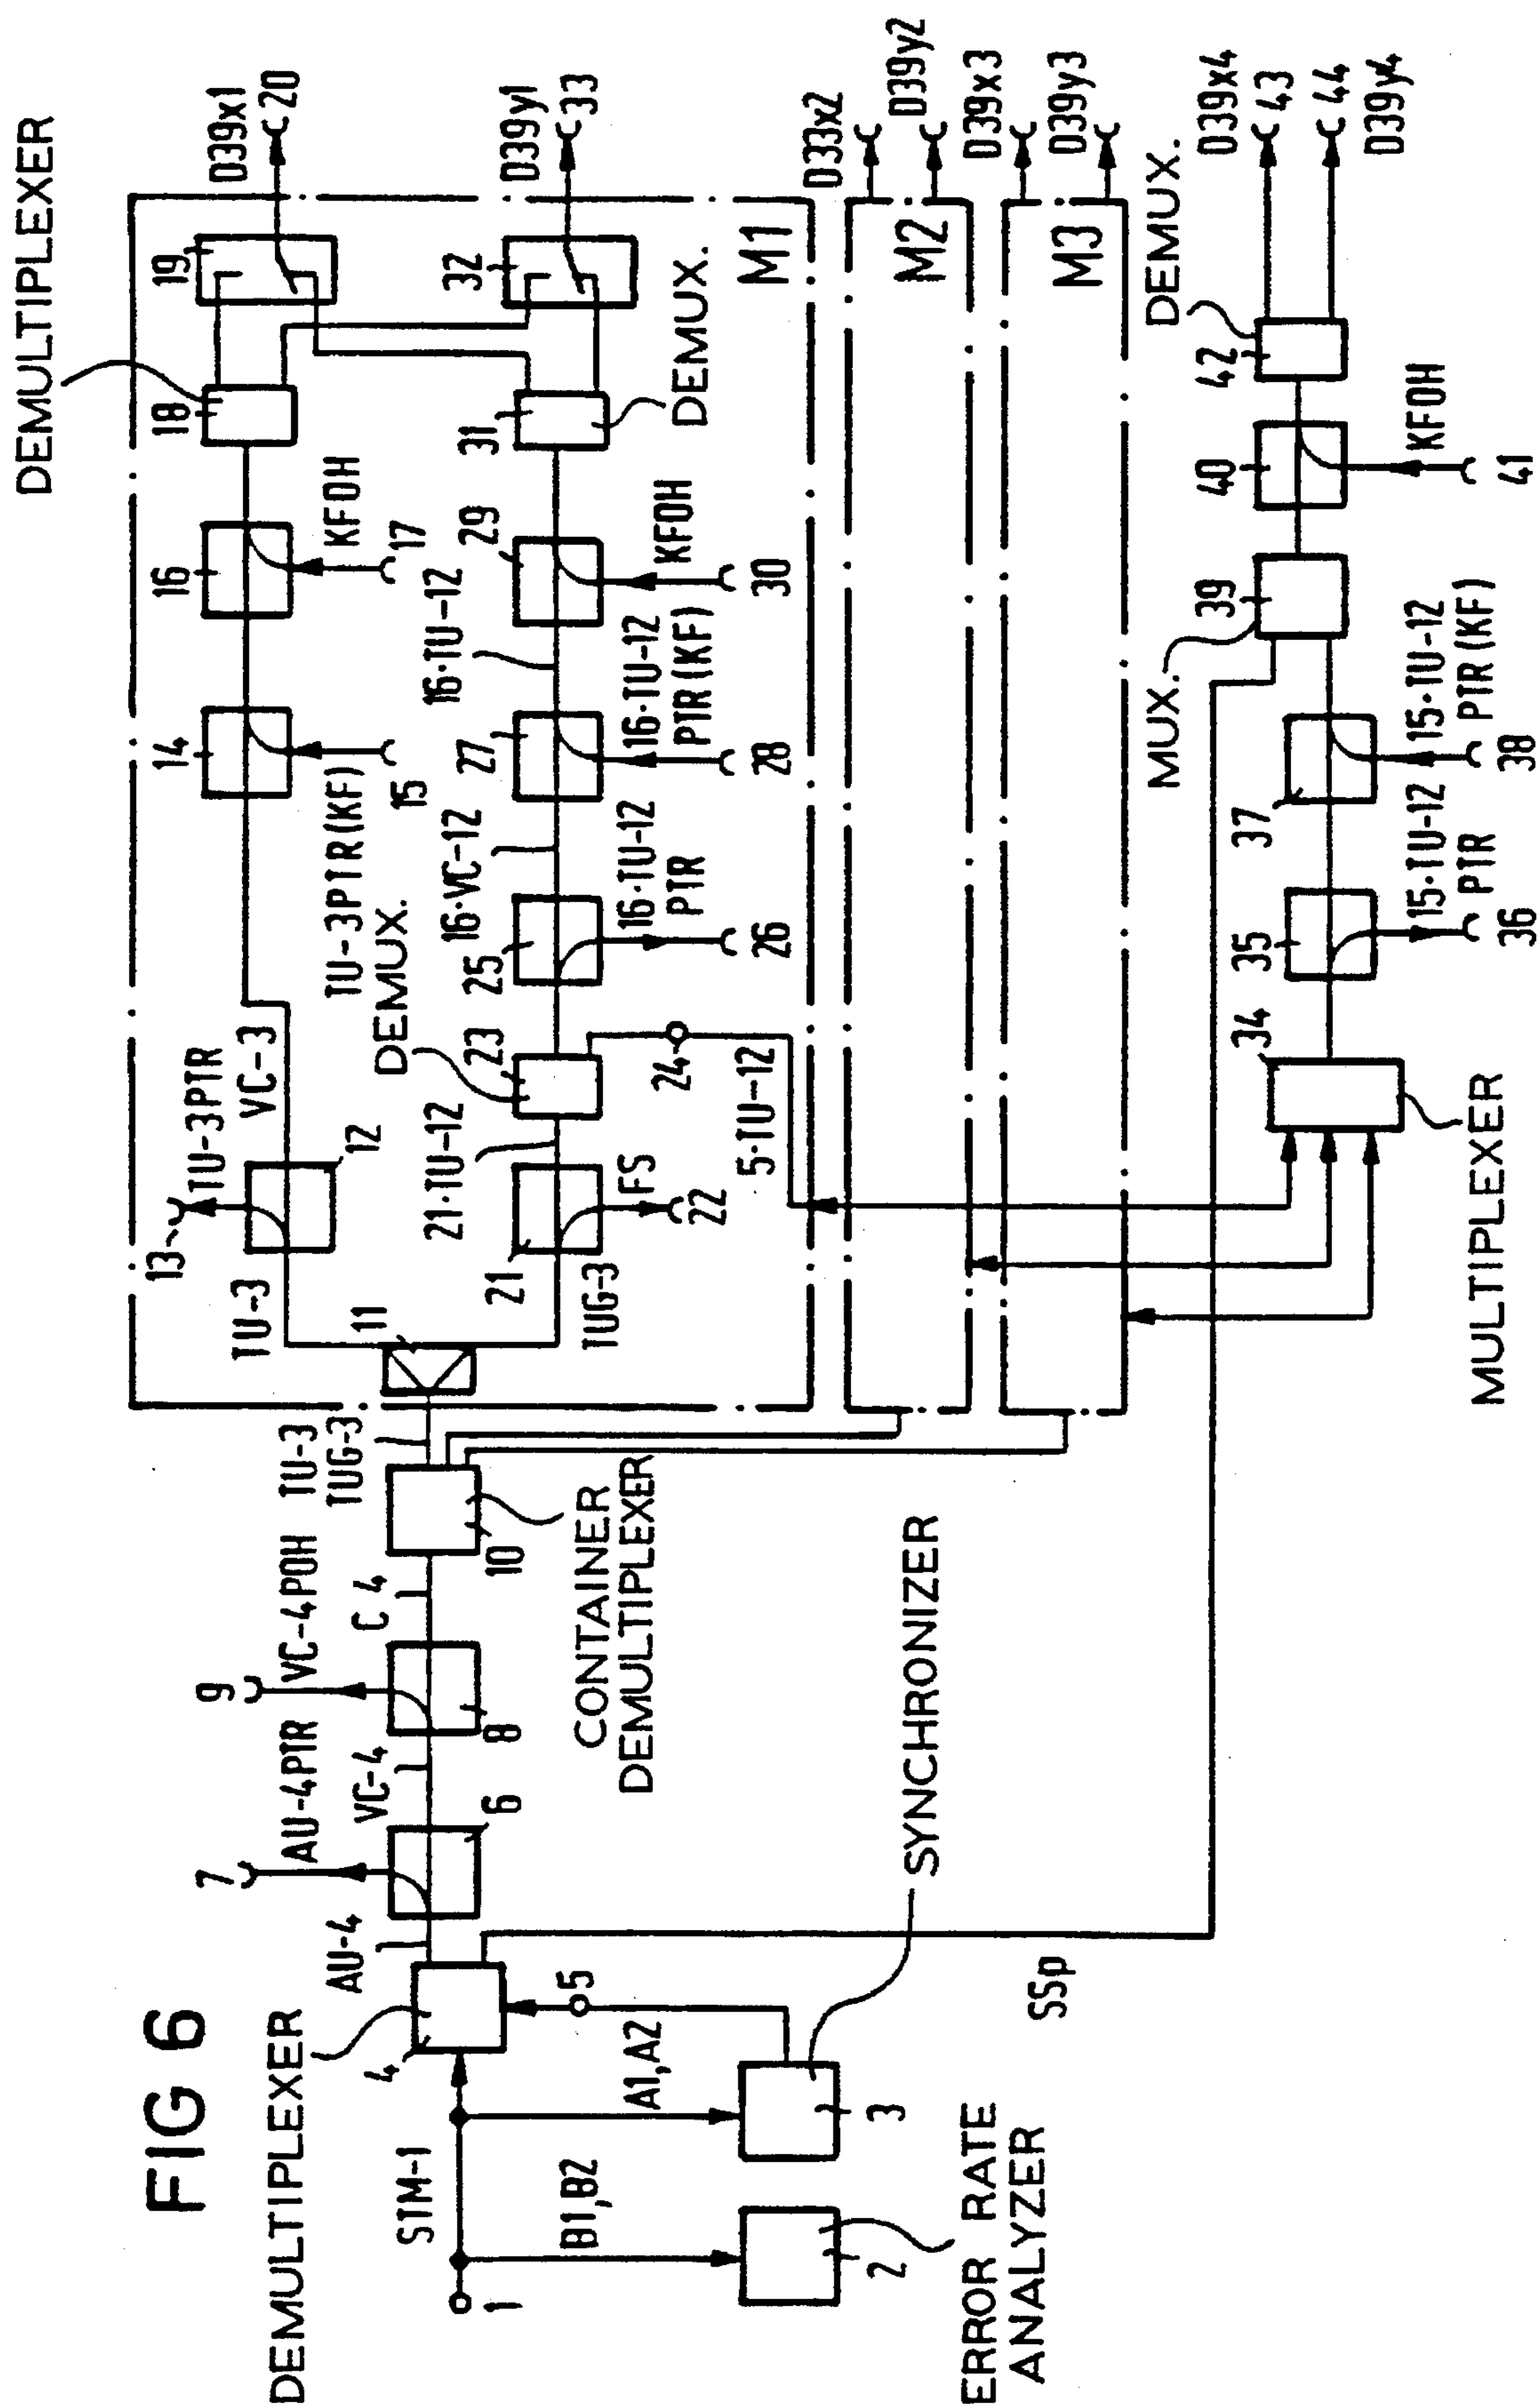 FIG 6
DEMULTIPLEXER
4
STM-1
1
B1,B2
2
ERROR RATE
ANALYZER
A1,A2
3
SYNCHRONIZER
5
SSp
AU-4
7
AU-4PTR
6
VC-4
9
VC-4POH
8
C 4
10
CONTAINER
DEMULTIPLEXER
TU-3
TUG-3
11
TU-3
TUG-3
13
TU-3PTR
12
VC-3
14
TU-3PTR(KF)
15
16
KFOH
17
DEMULTIPLEXER
18
19
D39x1
20
21
FS
22
21·TU-12
DEMUX.
23
24
5·TU-12
25
16·VC-12
16·TU-12
PTR
26
27
16·TU-12
PTR(KF)
28
16·TU-12
29
KFOH
30
31
DEMUX.
32
D39y1
33
M1
M2
D33x2
D39y2
M3
D39x3
D39y3
MULTIPLEXER
34
35
15·TU-12
PTR
36
37
15·TU-12
PTR(KF)
38
MUX.
39
40
KFOH
41
DEMUX.
42
D39x4
43
44
D39y4